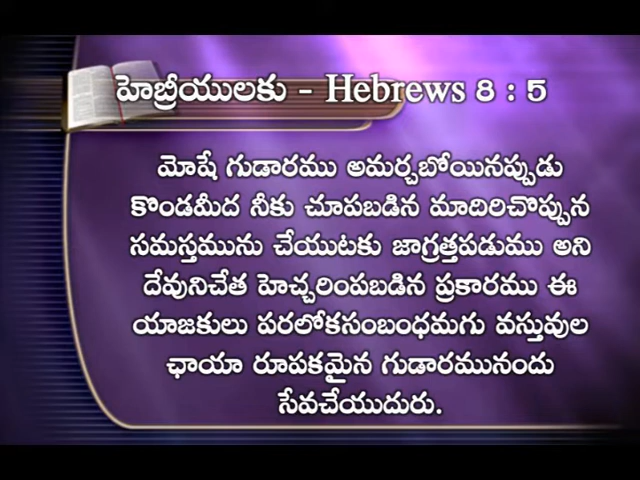 హెబ్రీయులకు - Hebrews 8 : 5
మోషే గుడారము అమర్చబోయినప్పుడు
కొండమీద నీకు చూపబడిన మాదిరిచొప్పున
సమస్తమును చేయుటకు జాగ్రత్తపడుము అని
దేవునిచేత హెచ్చరింపబడిన ప్రకారము ఈ
యాజకులు పరలోకసంబంధమగు వస్తువుల
ఛాయా రూపకమైన గుడారమునందు
సేవచేయుదురు.